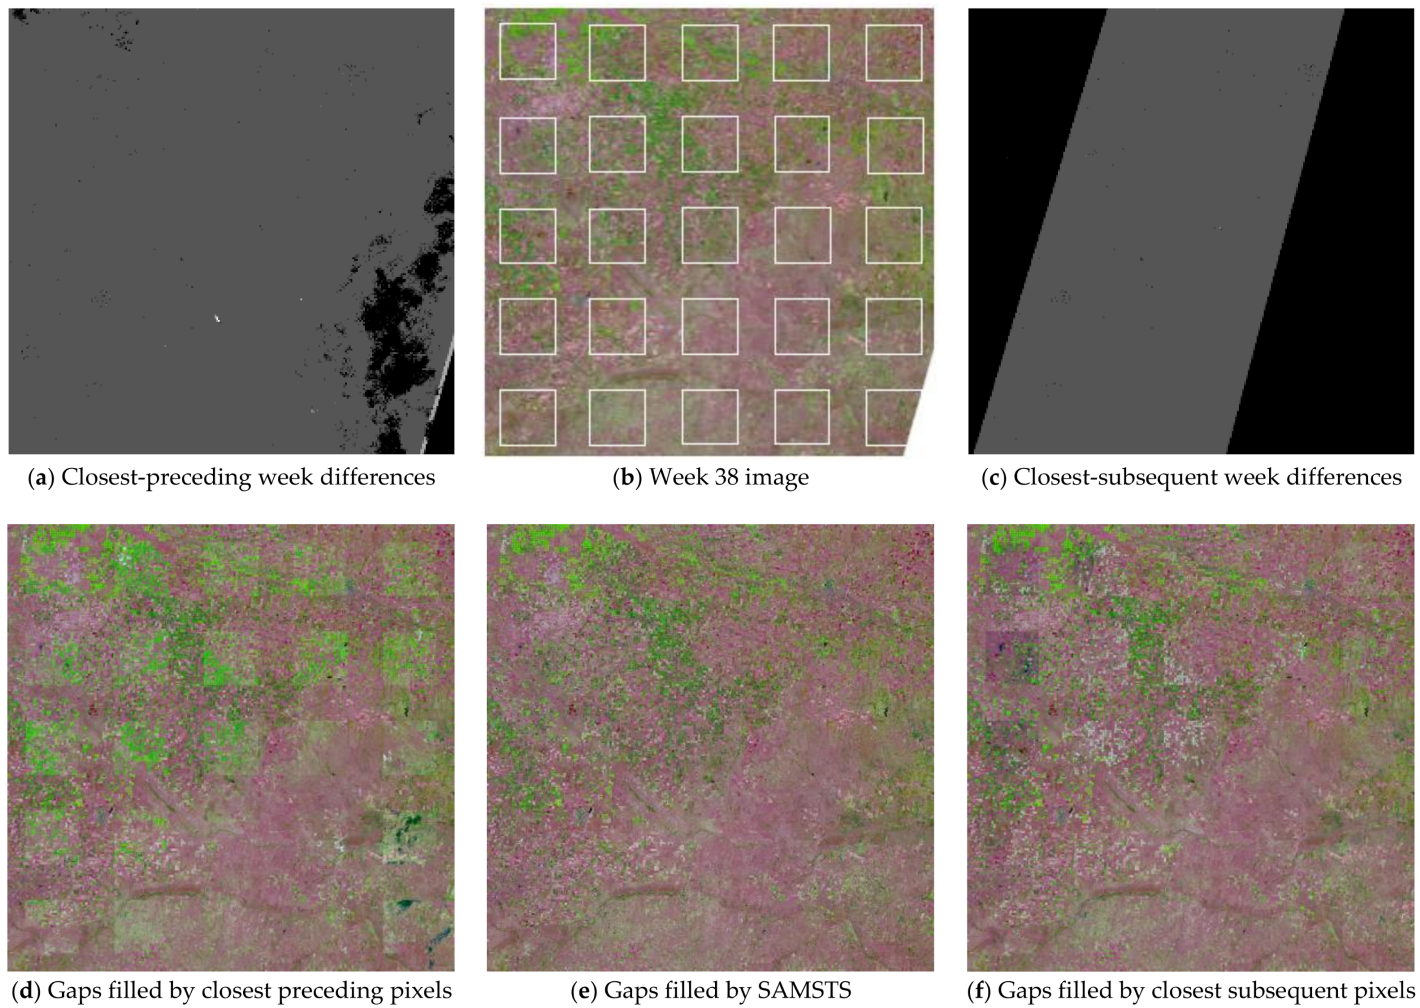 (a) Closest-preceding week differences
(b) Week 38 image
(c) Closest-subsequent week differences
(d) Gaps filled by closest preceding pixels
(e) Gaps filled by SAMSTS
(f) Gaps filled by closest subsequent pixels